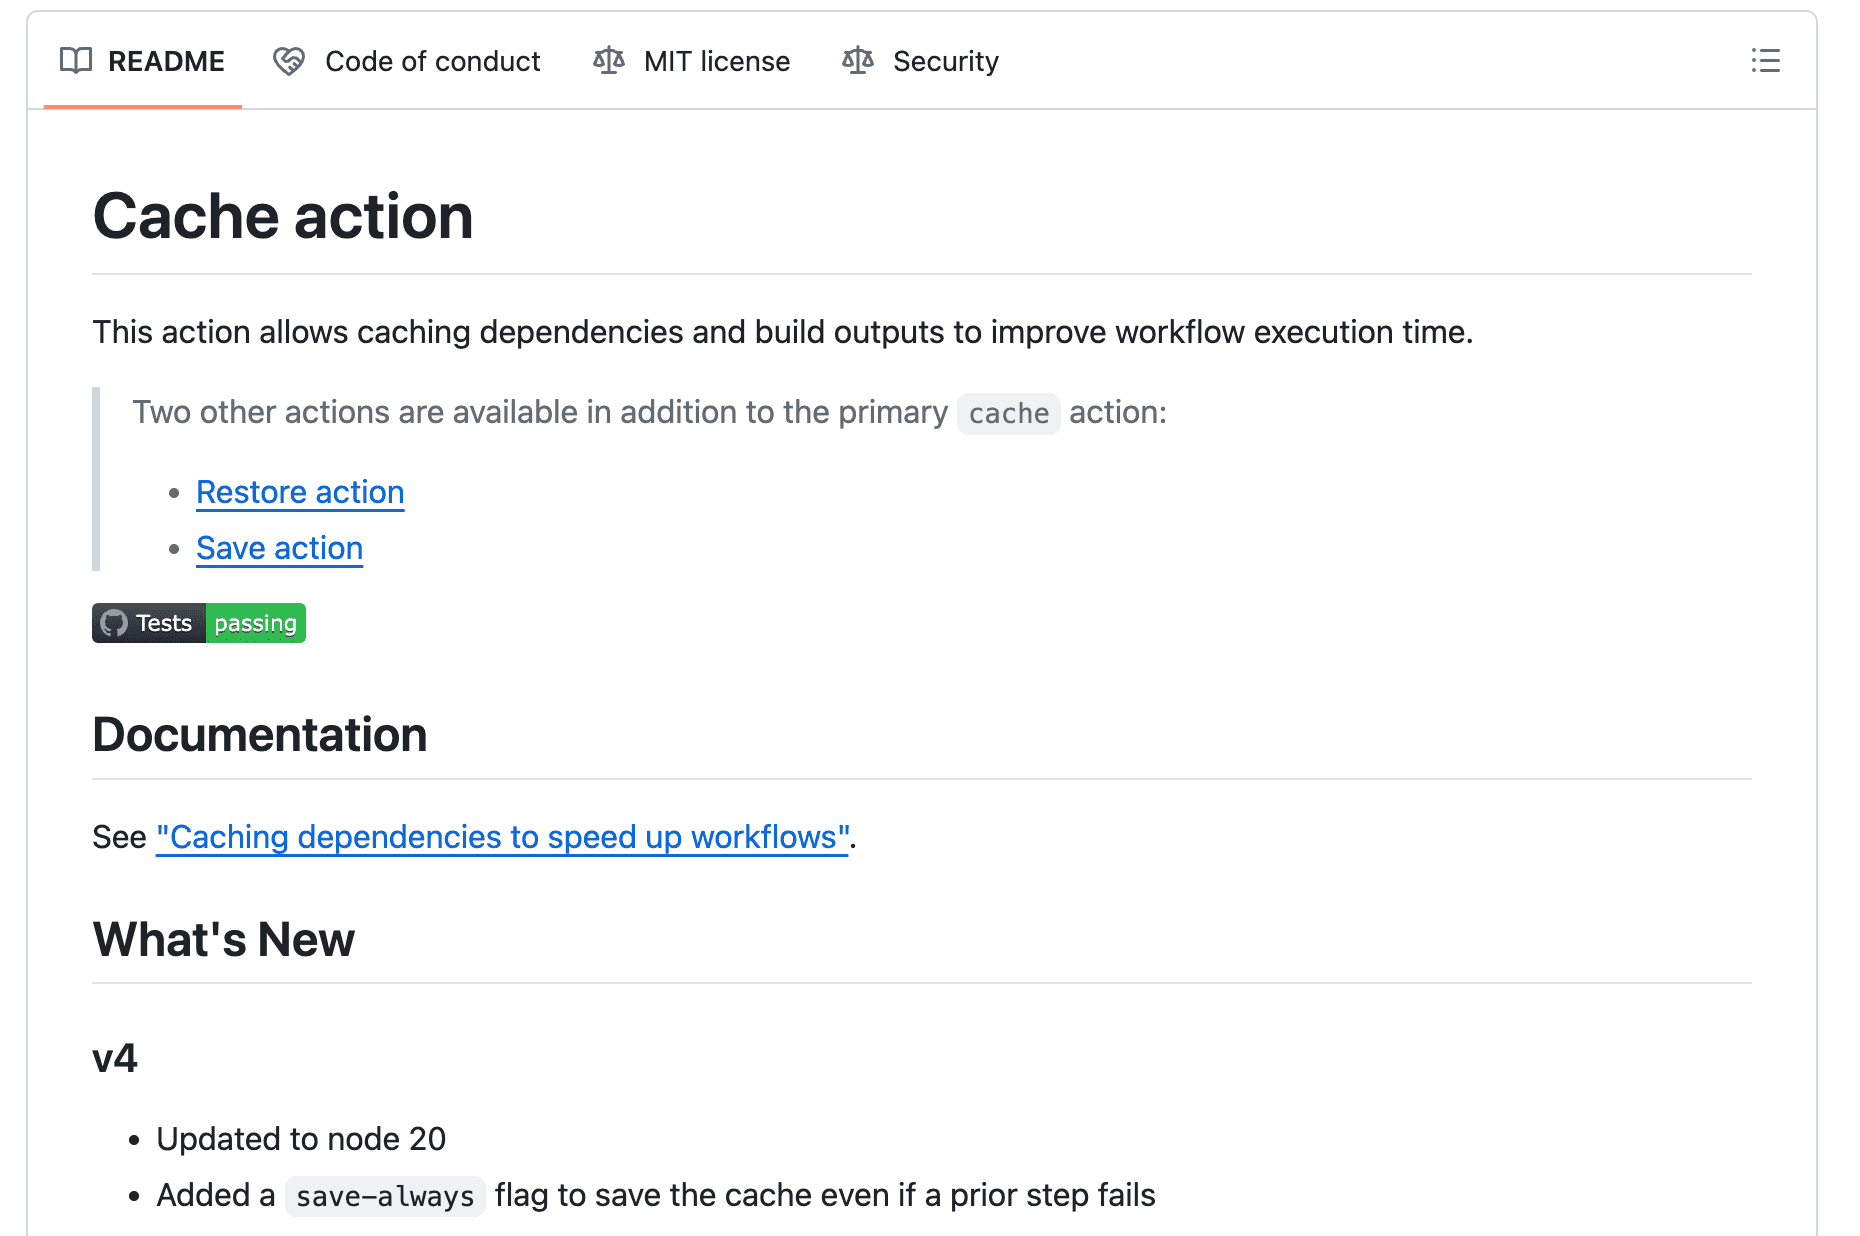 README Code of conduct MIT license Security
Cache action
This action allows caching dependencies and build outputs to improve workflow execution time.
Two other actions are available in addition to the primary cache action:
• Restore action
• Save action
Tests passing
Documentation
See "Caching dependencies to speed up workflows".
What's New
v4
• Updated to node 20
• Added a save-always flag to save the cache even if a prior step fails